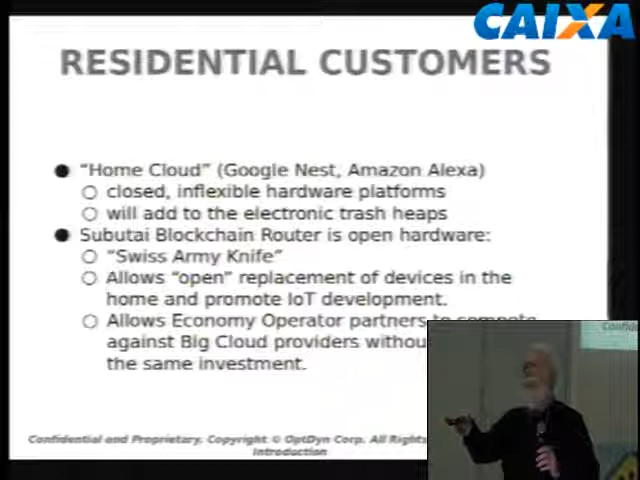 CAIXA
RESIDENTIAL CUSTOMERS
● "Home Cloud" (Google Nest, Amazon Alexa)
○ closed, inflexible hardware platforms
○ will add to the electronic trash heaps
● Subutai Blockchain Router is open hardware:
○ "Swiss Army Knife"
○ Allows "open" replacement of devices in the
home and promote IoT development.
○ Allows Economy Operator partners to compete
against Big Cloud providers withou
the same investment.
Confidential and Proprietary. Copyright © OptDyn Corp. All Rights
Introduction